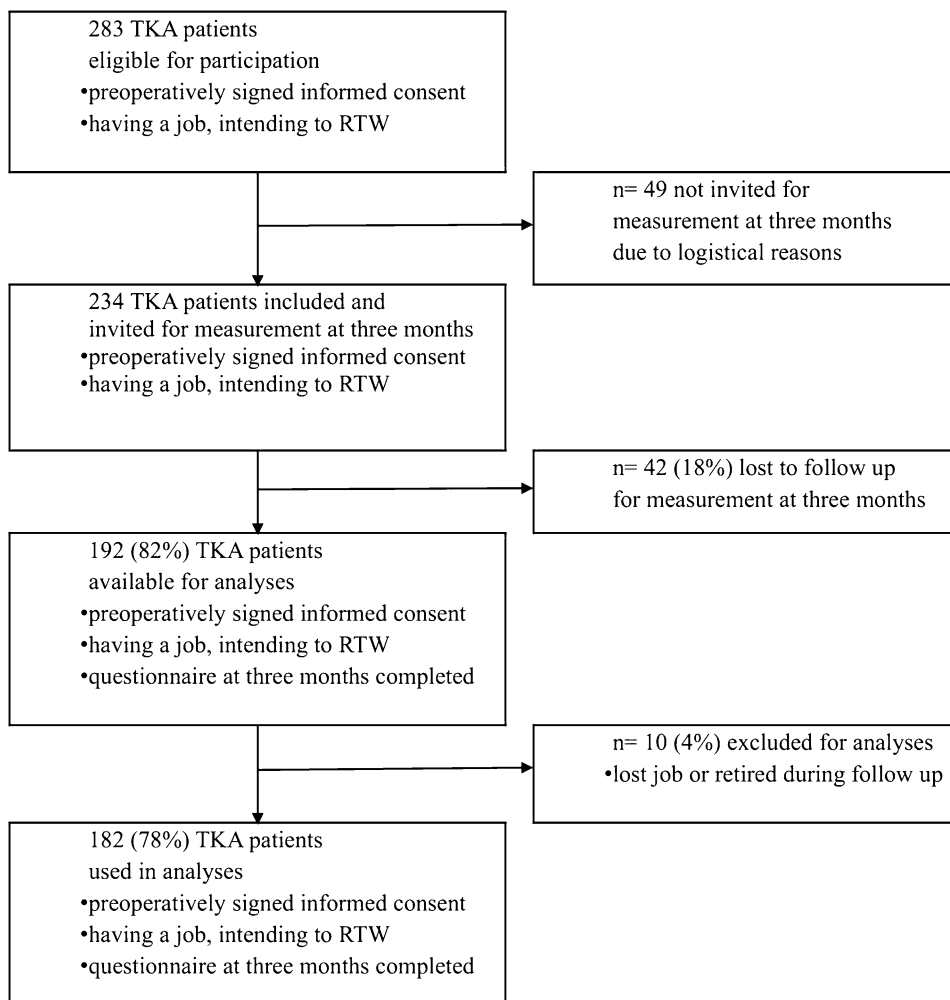 283 TKA patients
eligible for participation
•preoperatively signed informed consent
•having a job, intending to RTW
n= 49 not invited for
measurement at three months
due to logistical reasons
234 TKA patients included and
invited for measurement at three months
•preoperatively signed informed consent
•having a job, intending to RTW
n= 42 (18%) lost to follow up
for measurement at three months
192 (82%) TKA patients
available for analyses
•preoperatively signed informed consent
•having a job, intending to RTW
•questionnaire at three months completed
n= 10 (4%) excluded for analyses
•lost job or retired during follow up
182 (78%) TKA patients
used in analyses
•preoperatively signed informed consent
•having a job, intending to RTW
•questionnaire at three months completed